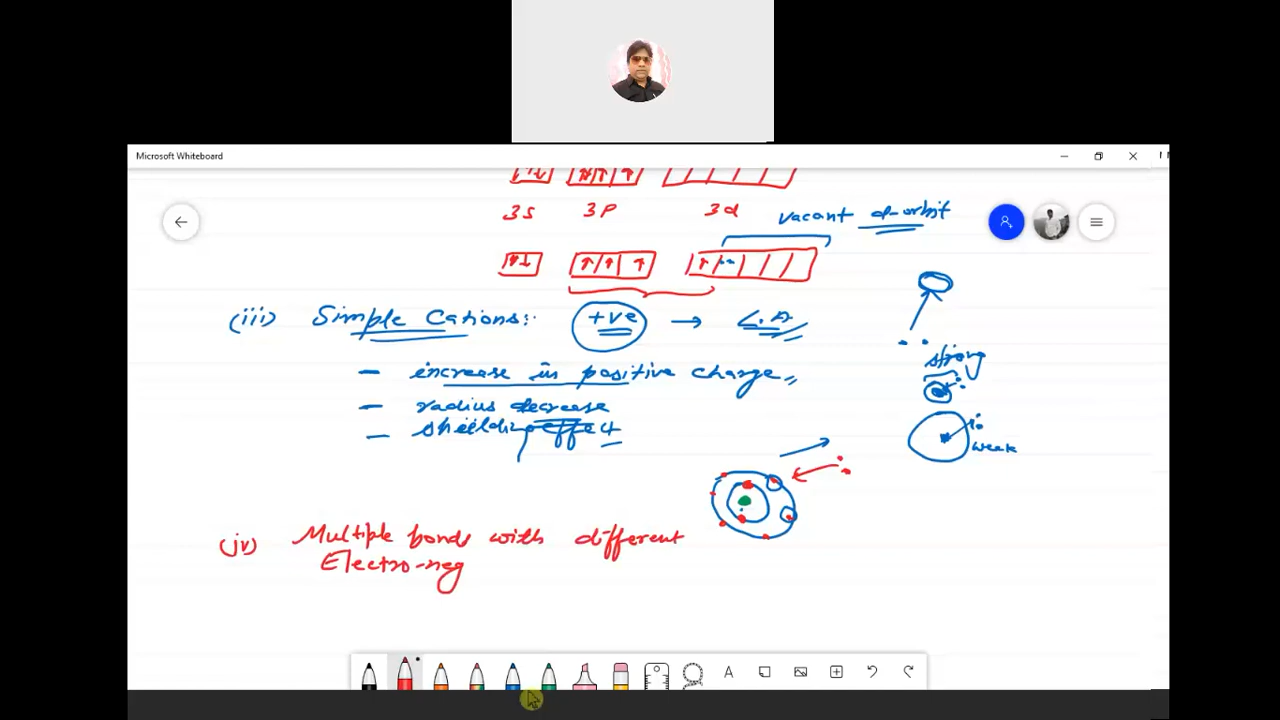 Microsoft Whiteboard
3s 3p 3d
vacant d-orbit
(iii) Simple Cations:
+ve → L.A
strong
- increase in positive charge
- radius decrease
- shielding effect
weak
(iv) Multiple bonds with different
Electro-neg
A